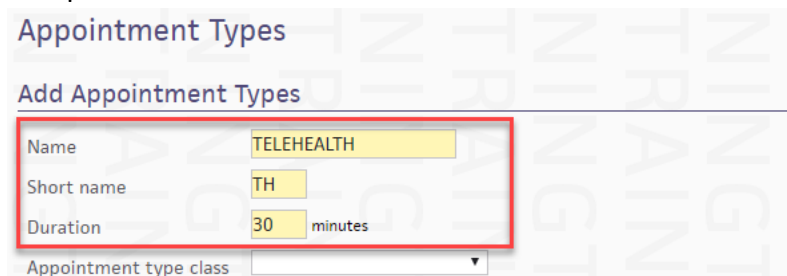 Appointment Types
Add Appointment Types
Name TELEHEALTH
Short name TH
Duration 30 minutes
Appointment type class